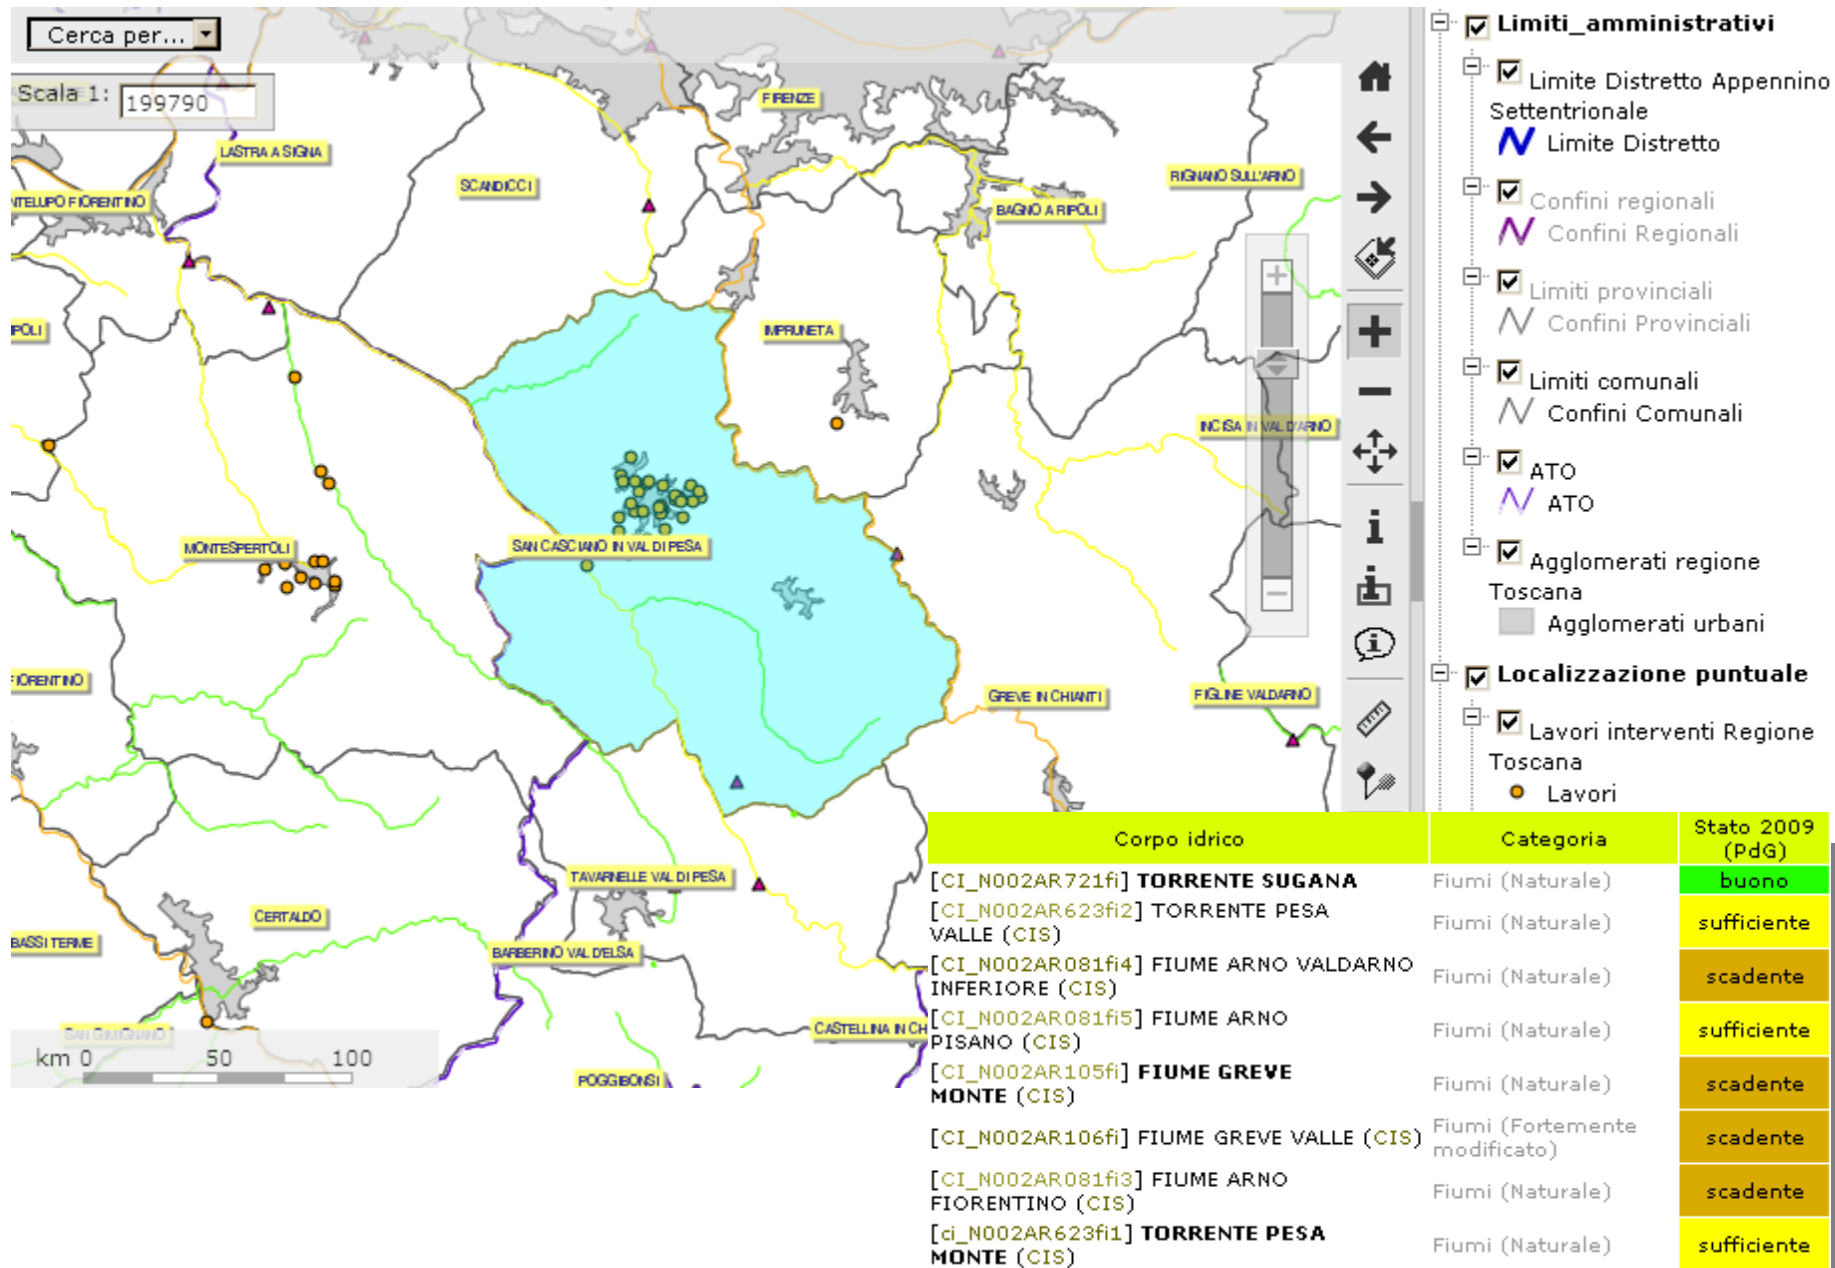 Cerca per...
Scala 1: 199790
FIRENZE
LASTRA A SIGNA
SCANDICCI
RIGNANO SULL'ARNO
NTELUPO FIORENTINO
BAGNO A RIPOLI
IMPRUNETA
INCISA IN VAL D'ARNO
MONTESPERTOLI
SAN CASCIANO IN VAL DI PESA
GREVE IN CHIANTI
FIGLINE VALDARNO
TAVARNELLE VAL DI PESA
CERTALDO
BASSI TERME
BARBERINO VAL D'ELSA
SAN GIMIGNANO
CASTELLINA IN CH
POGGIBONSI
km 0 50 100
Limiti_amministrativi
Limite Distretto Appennino
Settentrionale
Limite Distretto
Confini regionali
Confini Regionali
Limiti provinciali
Confini Provinciali
Limiti comunali
Confini Comunali
ATO
ATO
Agglomerati regione
Toscana
Agglomerati urbani
Localizzazione puntuale
Lavori interventi Regione
Toscana
Lavori
Corpo idrico Categoria Stato 2009
(PdG)
[CI_N002AR721fi] TORRENTE SUGANA Fiumi (Naturale) buono
[CI_N002AR623fi2] TORRENTE PESA
VALLE (CIS) Fiumi (Naturale) sufficiente
[CI_N002AR081fi4] FIUME ARNO VALDARNO
INFERIORE (CIS) Fiumi (Naturale) scadente
[CI_N002AR081fi5] FIUME ARNO
PISANO (CIS) Fiumi (Naturale) sufficiente
[CI_N002AR105fi] FIUME GREVE
MONTE (CIS) Fiumi (Naturale) scadente
[CI_N002AR106fi] FIUME GREVE VALLE (CIS) Fiumi (Fortemente
modificato) scadente
[CI_N002AR081fi3] FIUME ARNO
FIORENTINO (CIS) Fiumi (Naturale) scadente
[ci_N002AR623fi1] TORRENTE PESA
MONTE (CIS) Fiumi (Naturale) sufficiente